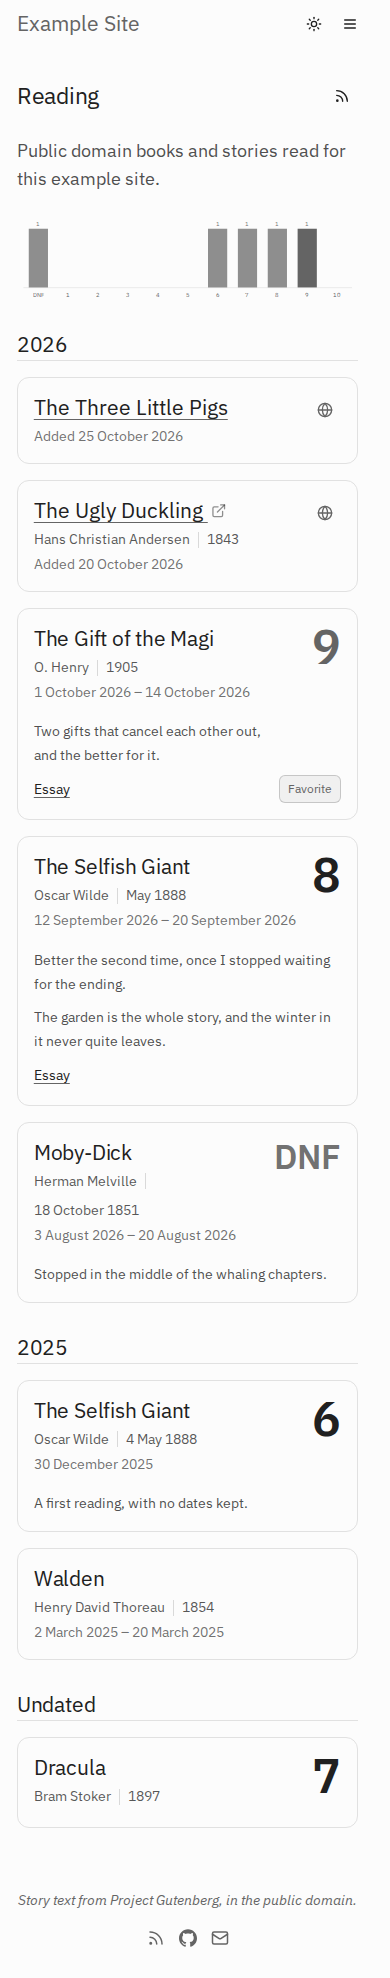 Example Site
Reading
Public domain books and stories read for
this example site.
1 1 1 1 1
DNF 1 2 3 4 5 6 7 8 9 10
2026
The Three Little Pigs
Added 25 October 2026
The Ugly Duckling
Hans Christian Andersen 1843
Added 20 October 2026
The Gift of the Magi 9
O. Henry 1905
1 October 2026 – 14 October 2026
Two gifts that cancel each other out,
and the better for it.
Essay Favorite
The Selfish Giant 8
Oscar Wilde May 1888
12 September 2026 – 20 September 2026
Better the second time, once I stopped waiting
for the ending.
The garden is the whole story, and the winter in
it never quite leaves.
Essay
Moby-Dick DNF
Herman Melville
18 October 1851
3 August 2026 – 20 August 2026
Stopped in the middle of the whaling chapters.
2025
The Selfish Giant 6
Oscar Wilde 4 May 1888
30 December 2025
A first reading, with no dates kept.
Walden
Henry David Thoreau 1854
2 March 2025 – 20 March 2025
Undated
Dracula 7
Bram Stoker 1897
Story text from Project Gutenberg, in the public domain.